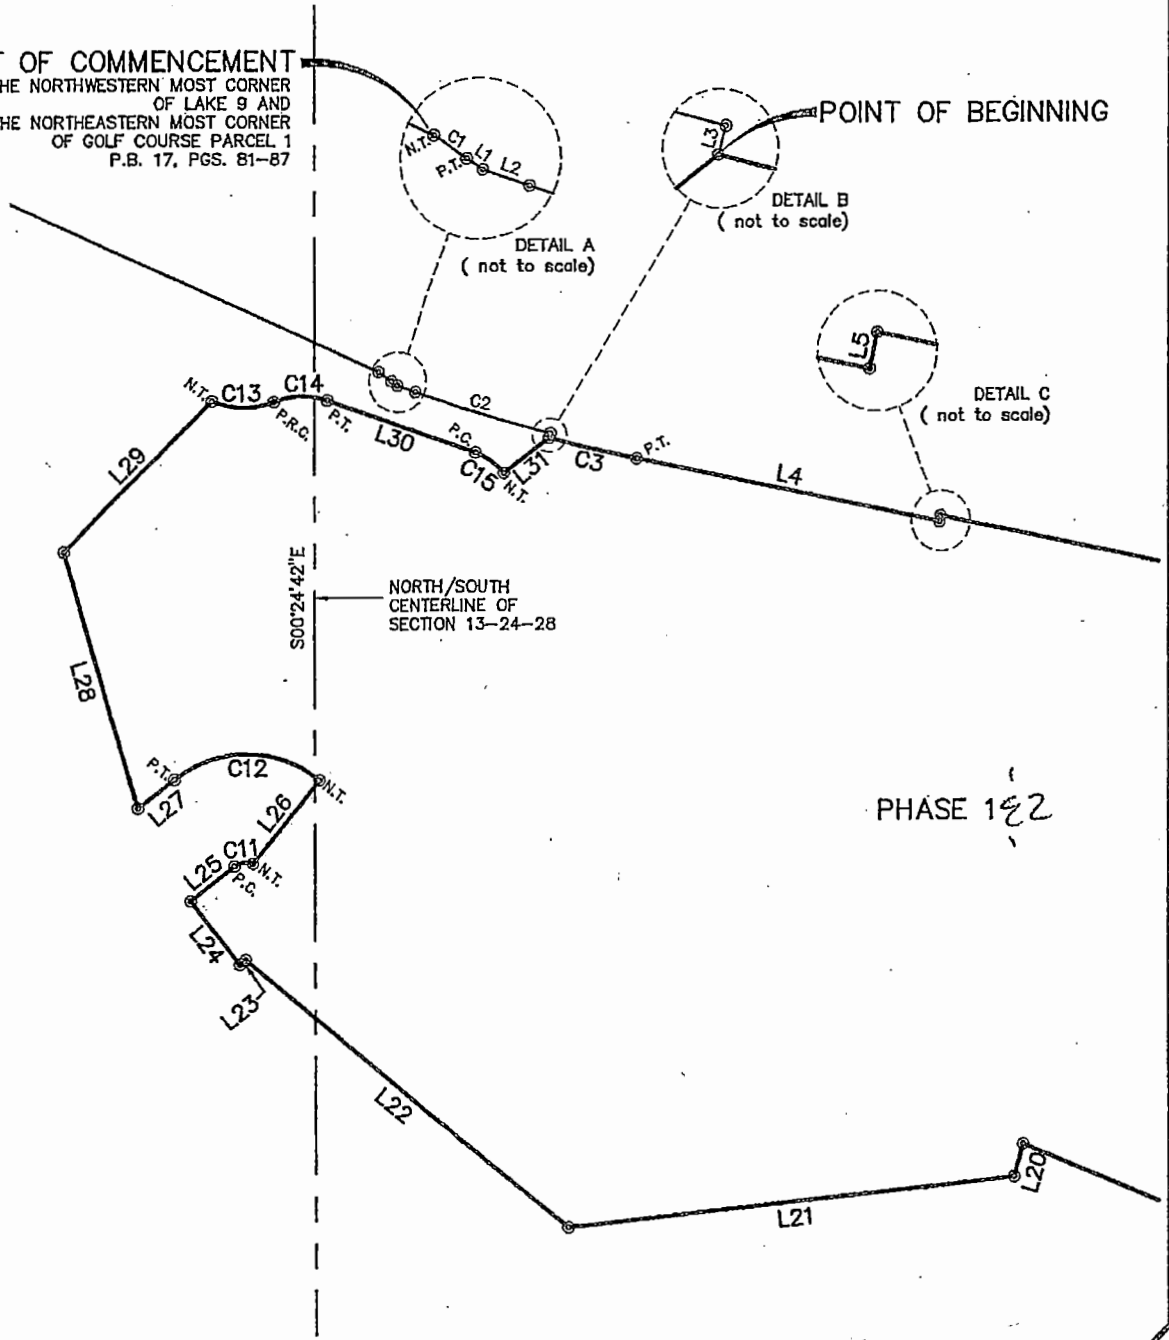 T OF COMMENCEMENT
HE NORTHWESTERN MOST CORNER
OF LAKE 9 AND
HE NORTHEASTERN MOST CORNER
OF GOLF COURSE PARCEL 1
P.B. 17, PGS. 81–87
N.T.
C1
P.T.
L1
L2
DETAIL A
( not to scale)
L3
POINT OF BEGINNING
DETAIL B
( not to scale)
L5
DETAIL C
( not to scale)
N.T.
C13
C14
P.R.C.
P.T.
L30
C2
P.C.
C15
N.T.
L31
C3
P.T.
L4
L29
S00°24'42"E
NORTH/SOUTH
CENTERLINE OF
SECTION 13–24–28
L28
P.T.
C12
N.T.
L27
L26
PHASE 1 & 2
C11
N.T.
L25
P.C.
L24
L23
L22
L20
L21